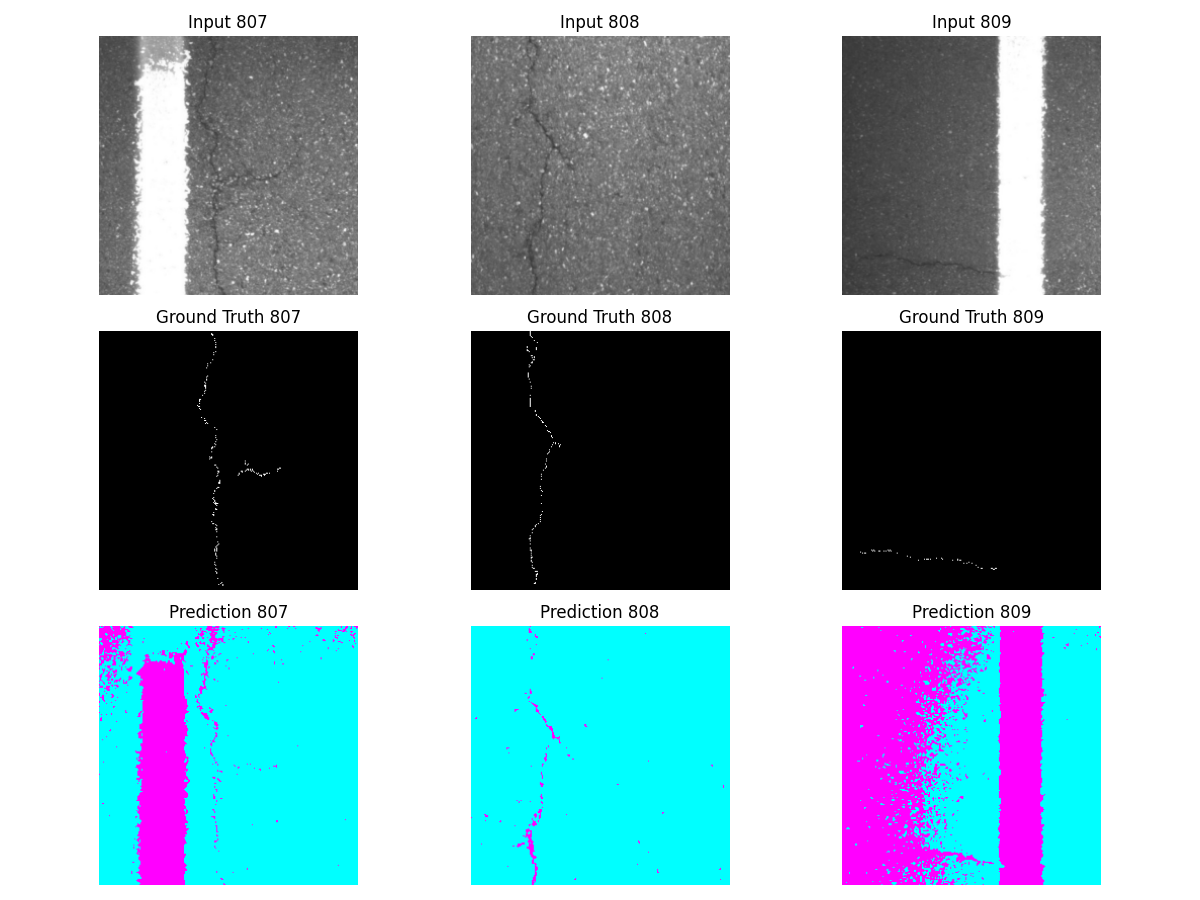 Input 807
Input 808
Input 809
Ground Truth 807
Ground Truth 808
Ground Truth 809
Prediction 807
Prediction 808
Prediction 809